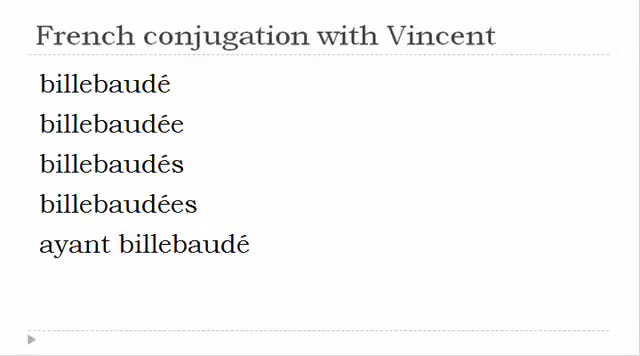 French conjugation with Vincent
billebaudé
billebaudée
billebaudés
billebaudées
ayant billebaudé